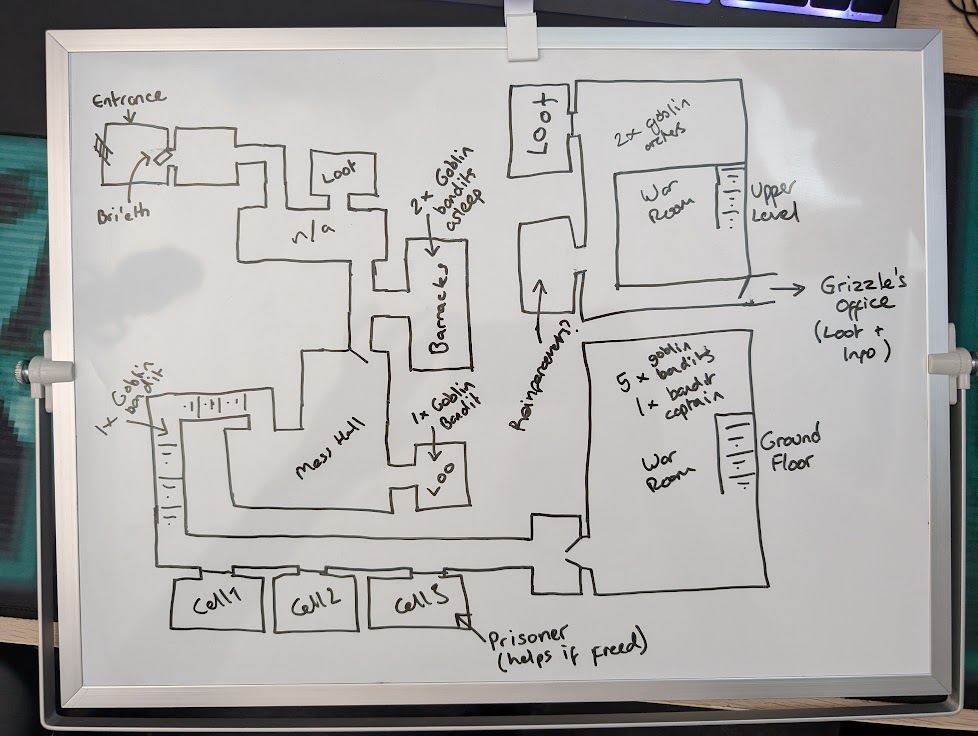 Entrance
Bri'eth
Loot
n/a
2x Goblin
bandits
asleep
Barracks
1x Goblin
bandit
Mess Hall
1x Goblin
Bandit
Loo
Cell 1
Cell 2
Cell 3
Prisoner
(helps if freed)
Loot
2x goblin
archers
War
Room
Upper
Level
Reinforcements?
Grizzle's
Office
(Loot +
Info)
5x goblin
bandits
1x bandit
captain
War
Room
Ground
Floor